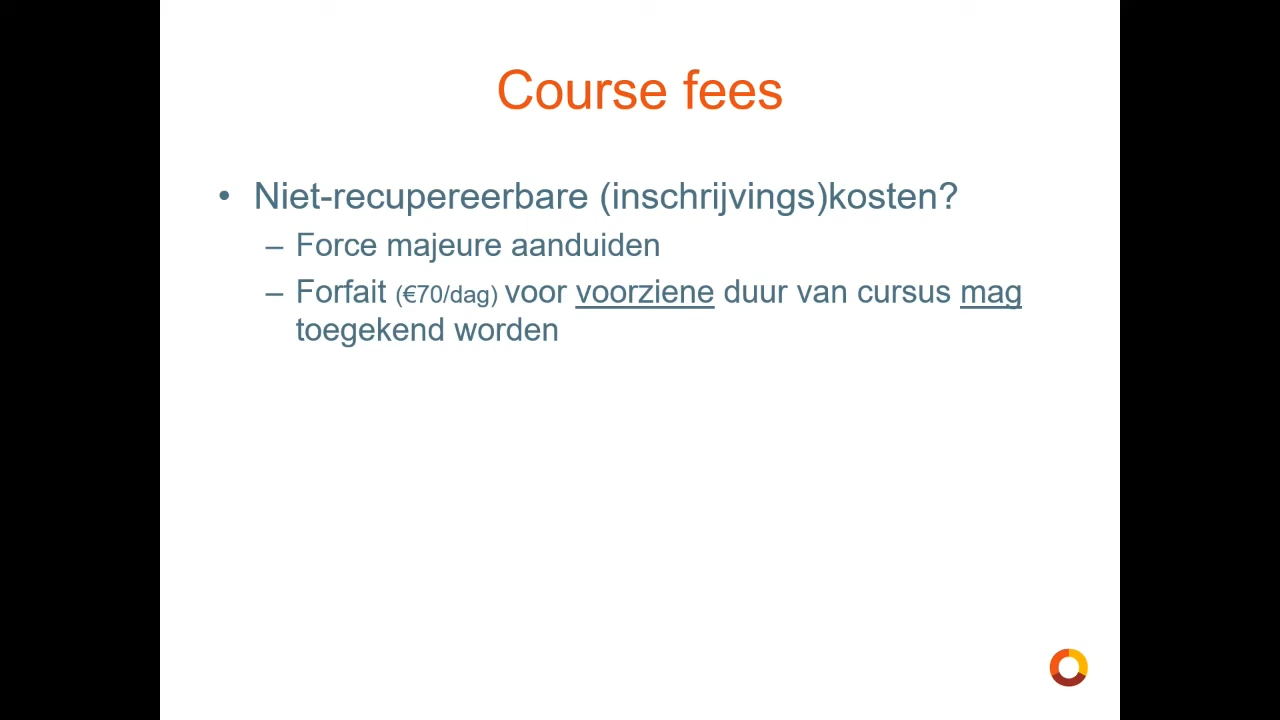 Course fees
• Niet-recupereerbare (inschrijvings)kosten?
– Force majeure aanduiden
– Forfait (€70/dag) voor voorziene duur van cursus mag
toegekend worden